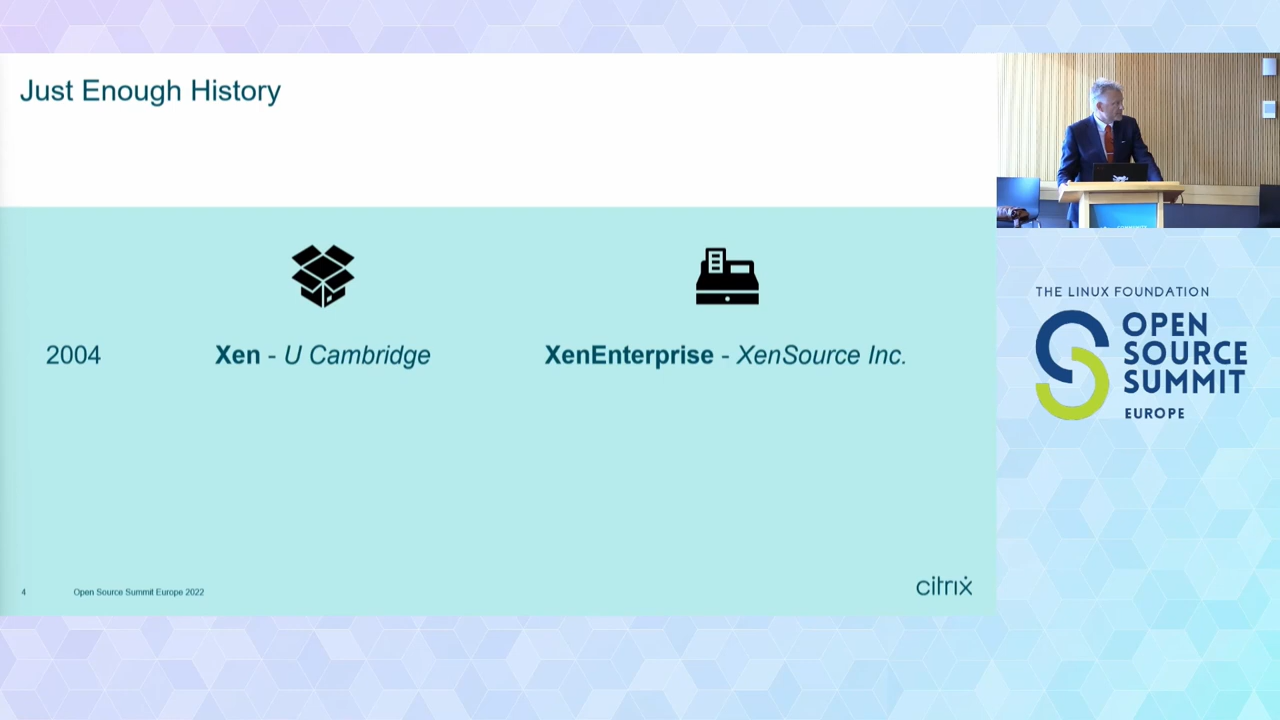 Just Enough History
2004
Xen - U Cambridge
XenEnterprise - XenSource Inc.
4
Open Source Summit Europe 2022
citrix
THE LINUX FOUNDATION
OPEN
SOURCE
SUMMIT
EUROPE